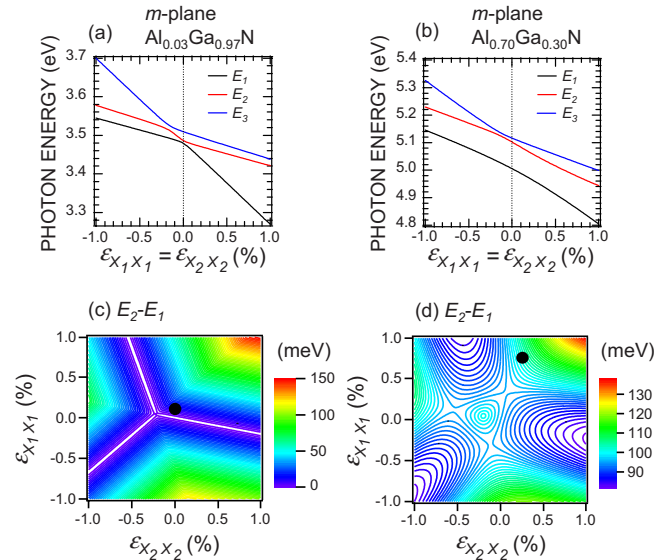 m-plane
(a) Al0.03Ga0.97N
PHOTON ENERGY (eV)
3.7
3.6
3.5
3.4
3.3
E1
E2
E3
-1.0 -0.5 0.0 0.5 1.0
εX1X1 = εX2X2 (%)
m-plane
(b) Al0.70Ga0.30N
PHOTON ENERGY (eV)
5.4
5.3
5.2
5.1
5.0
4.9
4.8
E1
E2
E3
-1.0 -0.5 0.0 0.5 1.0
εX1X1 = εX2X2 (%)
(c) E2-E1
εX1X1 (%)
1.0
0.5
0.0
-0.5
-1.0
-1.0 -0.5 0.0 0.5 1.0
εX2X2 (%)
(meV)
150
100
50
0
(d) E2-E1
εX1X1 (%)
1.0
0.5
0.0
-0.5
-1.0
-1.0 -0.5 0.0 0.5 1.0
εX2X2 (%)
(meV)
130
120
110
100
90